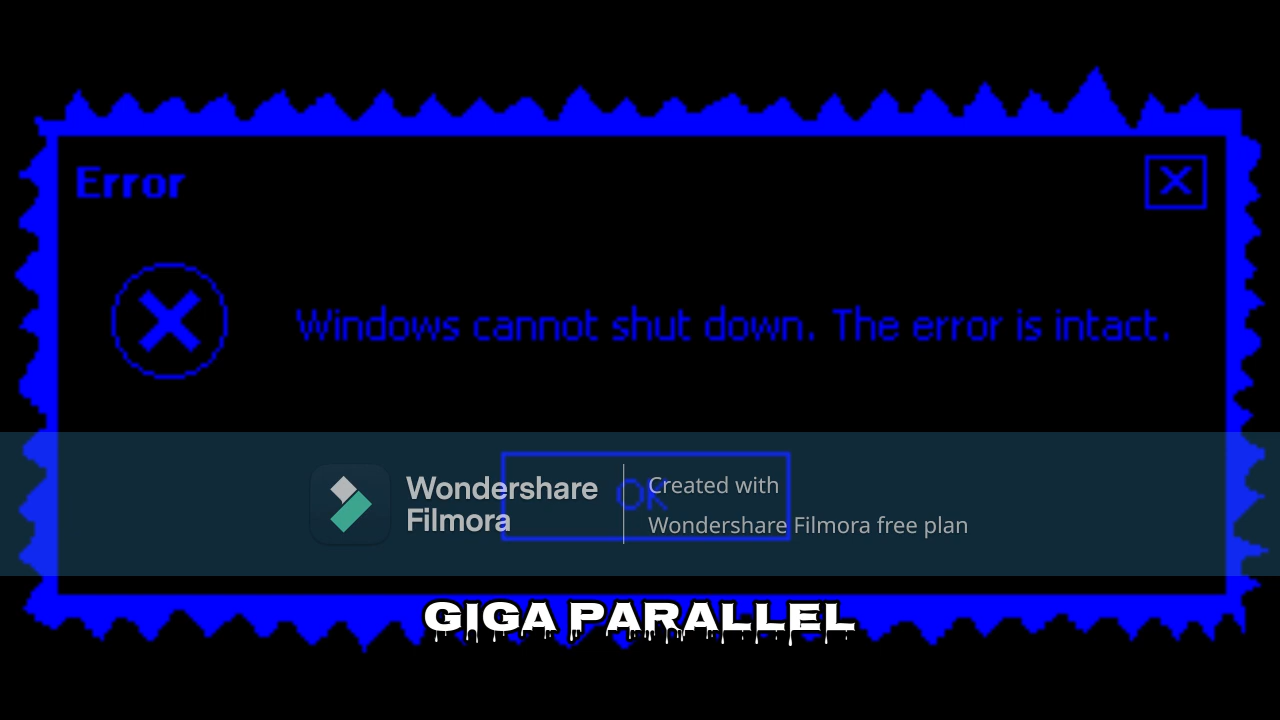 Error
Windows cannot shut down. The error is intact.
OK
Wondershare
Filmora
Created with
Wondershare Filmora free plan
GIGA PARALLEL